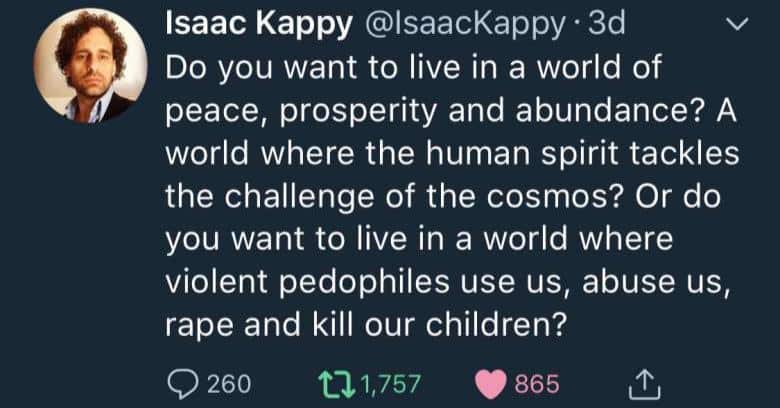 Isaac Kappy @IsaacKappy · 3d
Do you want to live in a world of
peace, prosperity and abundance? A
world where the human spirit tackles
the challenge of the cosmos? Or do
you want to live in a world where
violent pedophiles use us, abuse us,
rape and kill our children?
260 1,757 865